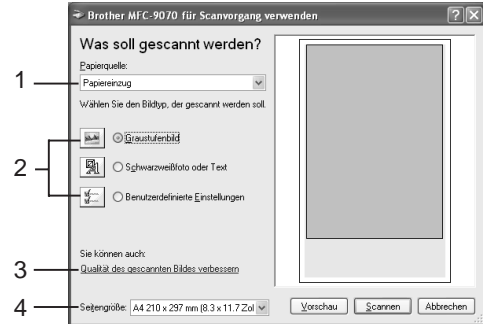 Brother MFC-9070 für Scanvorgang verwenden
Was soll gescannt werden?
Papierquelle:
1
Papiereinzug
Wählen Sie den Bildtyp, der gescannt werden soll.
Graustufenbild
2
Schwarzweißfoto oder Text
Benutzerdefinierte Einstellungen
Sie können auch:
3
Qualität des gescannten Bildes verbessern
4
Seitengröße:
A4 210 x 297 mm (8.3 x 11.7 Zol
Vorschau
Scannen
Abbrechen